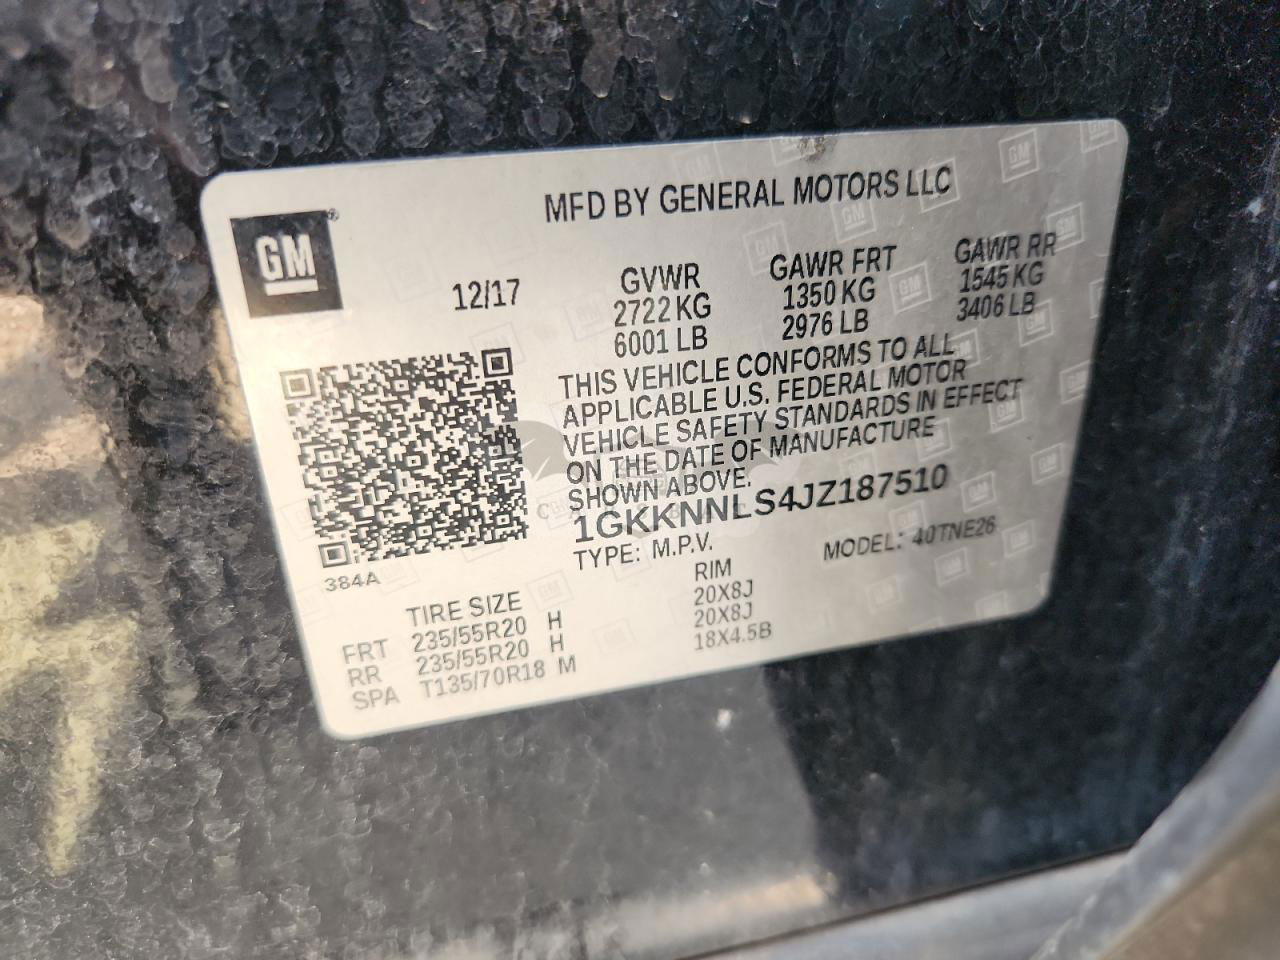 MFD BY GENERAL MOTORS LLC
GM
12/17
GVWR GAWR FRT GAWR RR
2722 KG 1350 KG 1545 KG
6001 LB 2976 LB 3406 LB
THIS VEHICLE CONFORMS TO ALL
APPLICABLE U.S. FEDERAL MOTOR
VEHICLE SAFETY STANDARDS IN EFFECT
ON THE DATE OF MANUFACTURE
SHOWN ABOVE.
1GKKNNLS4JZ187510
TYPE: M.P.V. MODEL: 40TNE26
384A
TIRE SIZE RIM
FRT 235/55R20 H 20X8J
RR 235/55R20 H 20X8J
SPA T135/70R18 M 18X4.5B